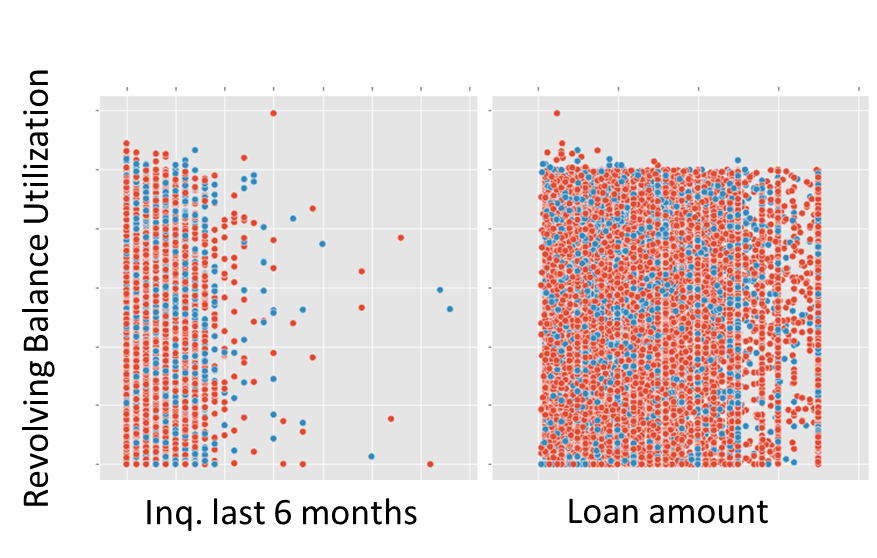 Revolving Balance Utilization
Inq. last 6 months
Loan amount